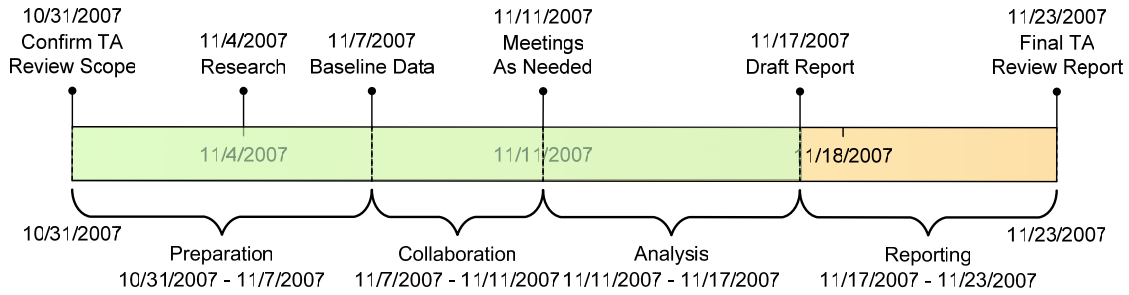 10/31/2007
Confirm TA
Review Scope
11/4/2007
Research
11/7/2007
Baseline Data
11/11/2007
Meetings
As Needed
11/17/2007
Draft Report
11/23/2007
Final TA
Review Report
11/4/2007
11/11/2007
11/18/2007
10/31/2007
11/23/2007
Preparation
10/31/2007 - 11/7/2007
Collaboration
11/7/2007 - 11/11/2007
Analysis
11/11/2007 - 11/17/2007
Reporting
11/17/2007 - 11/23/2007